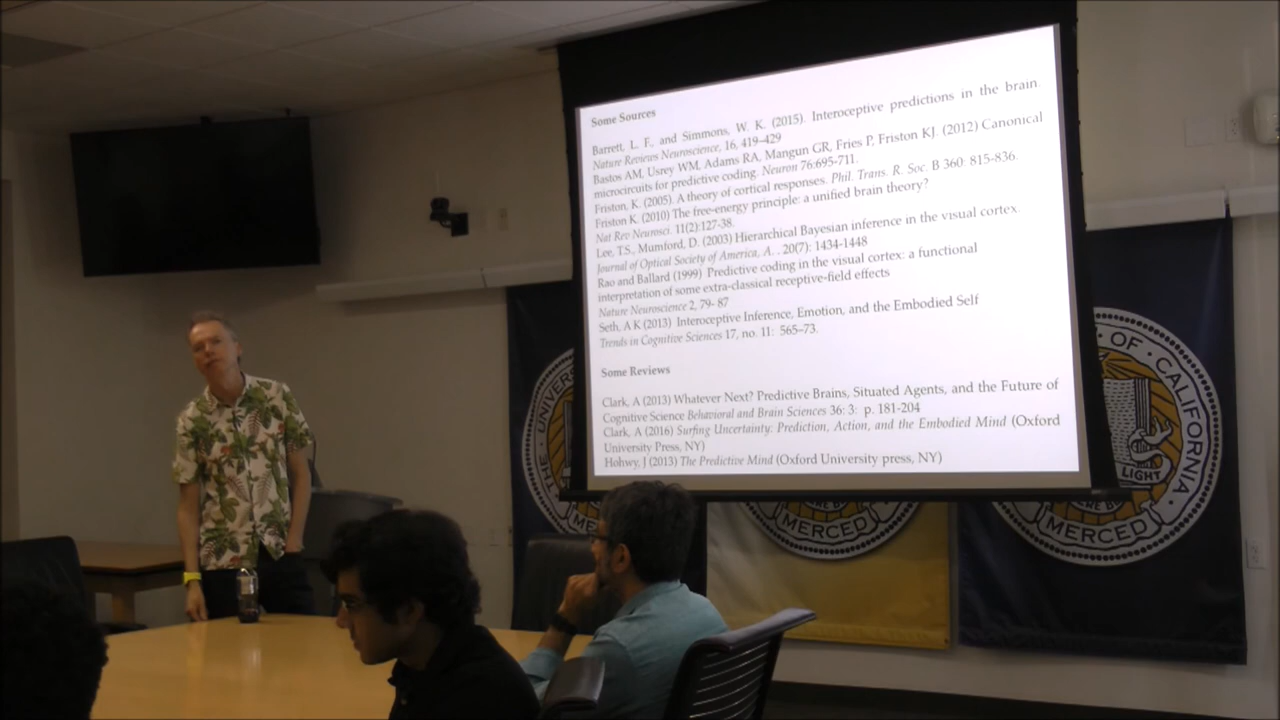 Some Sources
Barrett, L. F., and Simmons, W. K. (2015). Interoceptive predictions in the brain.
Nature Reviews Neuroscience, 16, 419-429
Bastos AM, Usrey WM, Adams RA, Mangun GR, Fries P, Friston KJ. (2012) Canonical
microcircuits for predictive coding. Neuron 76:695-711.
Friston, K. (2005). A theory of cortical responses. Phil. Trans. R. Soc. B 360: 815-836.
Friston K. (2010) The free-energy principle: a unified brain theory?
Nat Rev Neurosci. 11(2):127-38.
Lee, T.S., Mumford, D. (2003) Hierarchical Bayesian inference in the visual cortex.
Journal of Optical Society of America, A. . 20(7): 1434-1448
Rao and Ballard (1999) Predictive coding in the visual cortex: a functional
interpretation of some extra-classical receptive-field effects
Nature Neuroscience 2, 79- 87
Seth, A K (2013) Interoceptive Inference, Emotion, and the Embodied Self
Trends in Cognitive Sciences 17, no. 11: 565–73.
Some Reviews
Clark, A (2013) Whatever Next? Predictive Brains, Situated Agents, and the Future of
Cognitive Science Behavioral and Brain Sciences 36: 3: p. 181-204
Clark, A (2016) Surfing Uncertainty: Prediction, Action, and the Embodied Mind (Oxford
University Press, NY)
Hohwy, J (2013) The Predictive Mind (Oxford University press, NY)
THE UNIVERS
MERCED
OF CALIFORNIA
LIGHT
MERCED